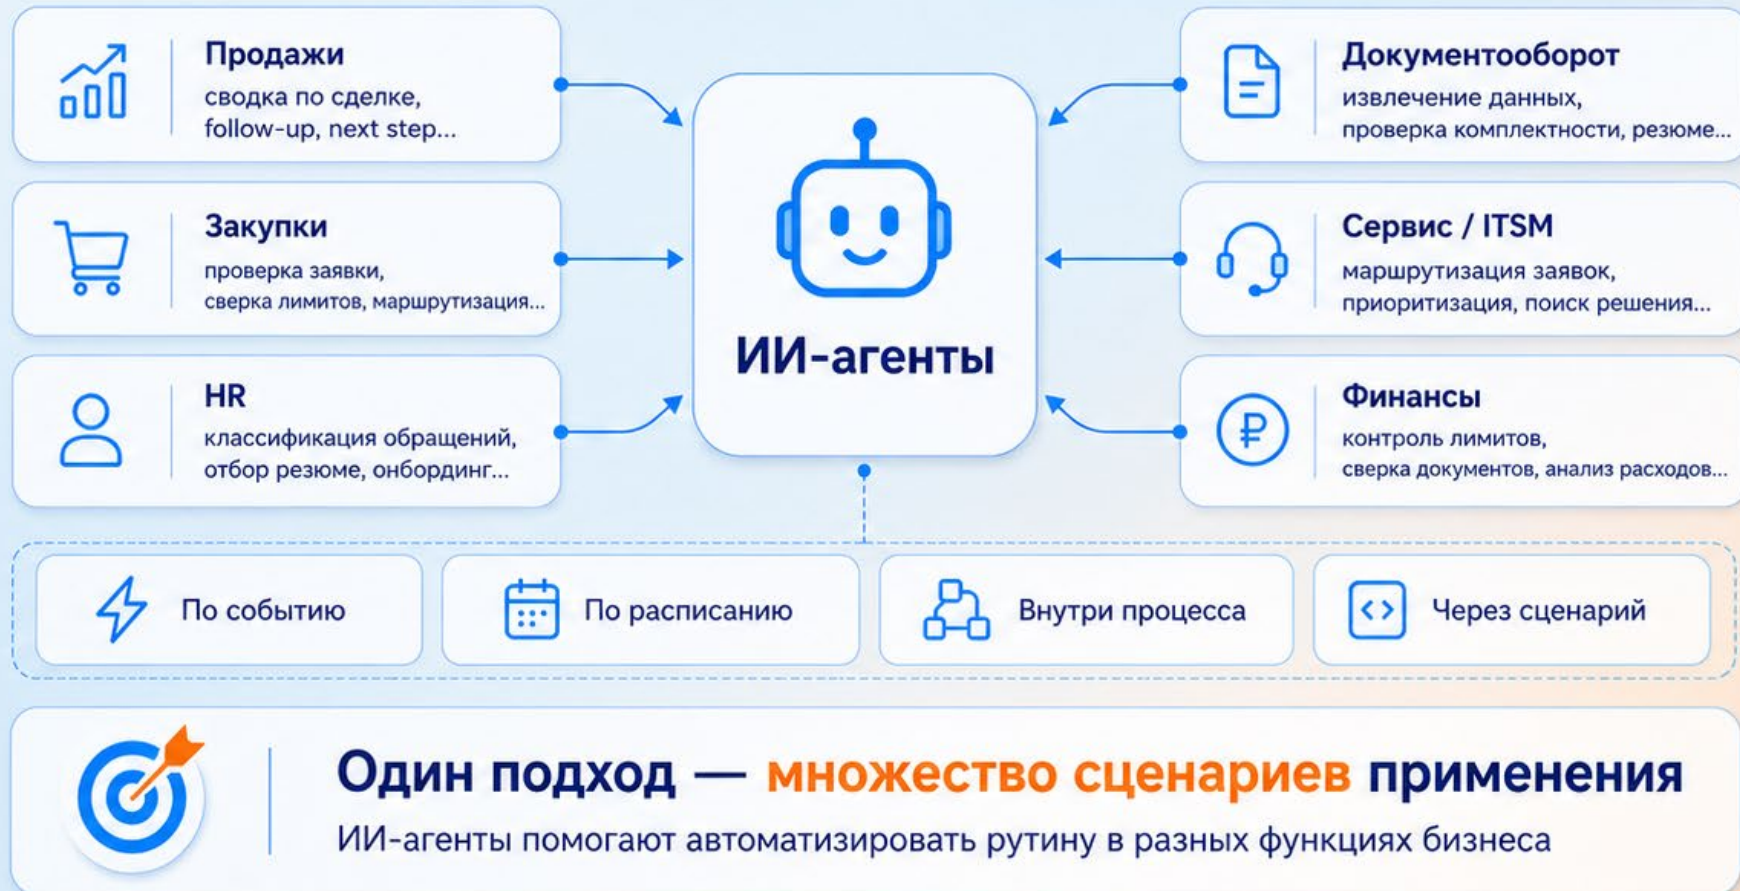 Продажи
сводка по сделке,
follow-up, next step...
Закупки
проверка заявки,
сверка лимитов, маршрутизация...
HR
классификация обращений,
отбор резюме, онбординг...
ИИ-агенты
Документооборот
извлечение данных,
проверка комплектности, резюме...
Сервис / ITSM
маршрутизация заявок,
приоритизация, поиск решения...
Финансы
контроль лимитов,
сверка документов, анализ расходов...
По событию
По расписанию
Внутри процесса
Через сценарий
Один подход — множество сценариев применения
ИИ-агенты помогают автоматизировать рутину в разных функциях бизнеса